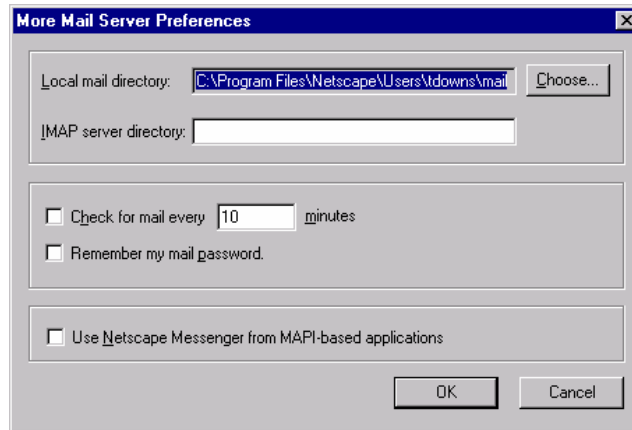 More Mail Server Preferences
Local mail directory: C:\Program Files\Netscape\Users\tdowns\mail Choose...
IMAP server directory:
Check for mail every 10 minutes
Remember my mail password.
Use Netscape Messenger from MAPI-based applications
OK Cancel